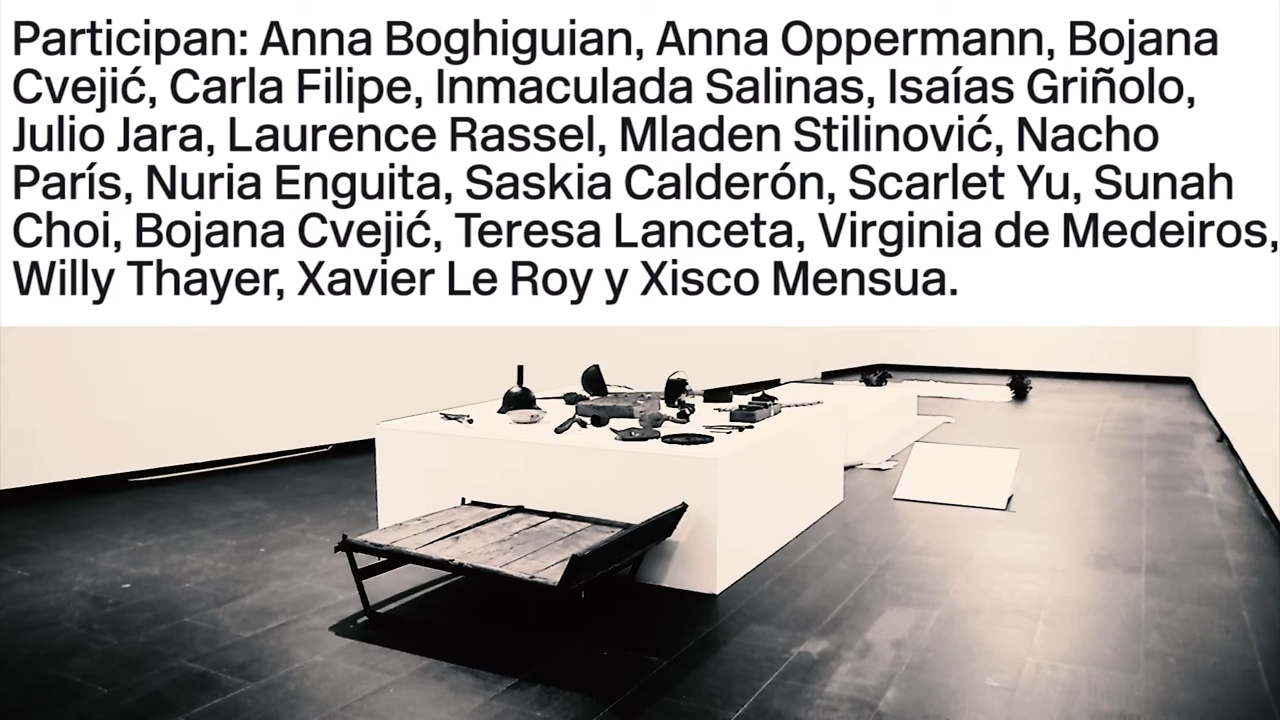 Participan: Anna Boghiguian, Anna Oppermann, Bojana
Cvejić, Carla Filipe, Inmaculada Salinas, Isaías Griñolo,
Julio Jara, Laurence Rassel, Mladen Stilinović, Nacho
París, Nuria Enguita, Saskia Calderón, Scarlet Yu, Sunah
Choi, Bojana Cvejić, Teresa Lanceta, Virginia de Medeiros,
Willy Thayer, Xavier Le Roy y Xisco Mensua.